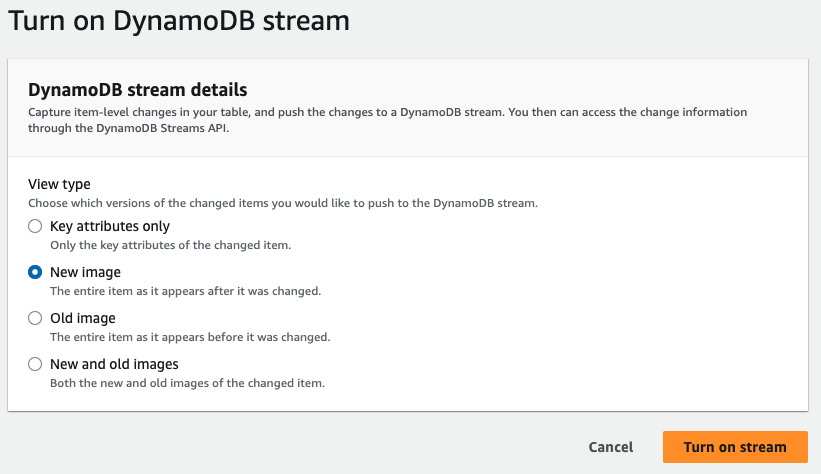 Turn on DynamoDB stream
DynamoDB stream details
Capture item-level changes in your table, and push the changes to a DynamoDB stream. You then can access the change information
through the DynamoDB Streams API.
View type
Choose which versions of the changed items you would like to push to the DynamoDB stream.
Key attributes only
Only the key attributes of the changed item.
New image
The entire item as it appears after it was changed.
Old image
The entire item as it appears before it was changed.
New and old images
Both the new and old images of the changed item.
Cancel
Turn on stream